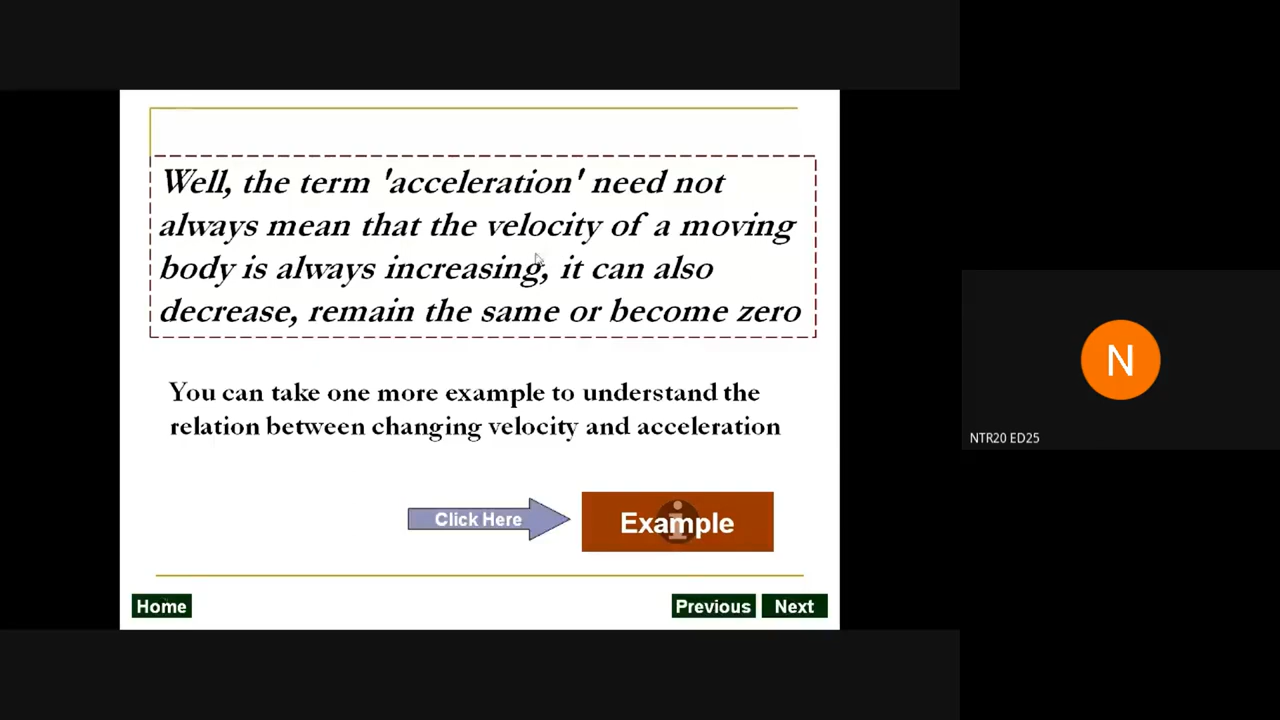 Well, the term 'acceleration' need not
always mean that the velocity of a moving
body is always increasing, it can also
decrease, remain the same or become zero
You can take one more example to understand the
relation between changing velocity and acceleration
Click Here
Example
Home
Previous
Next
N
NTR20 ED25